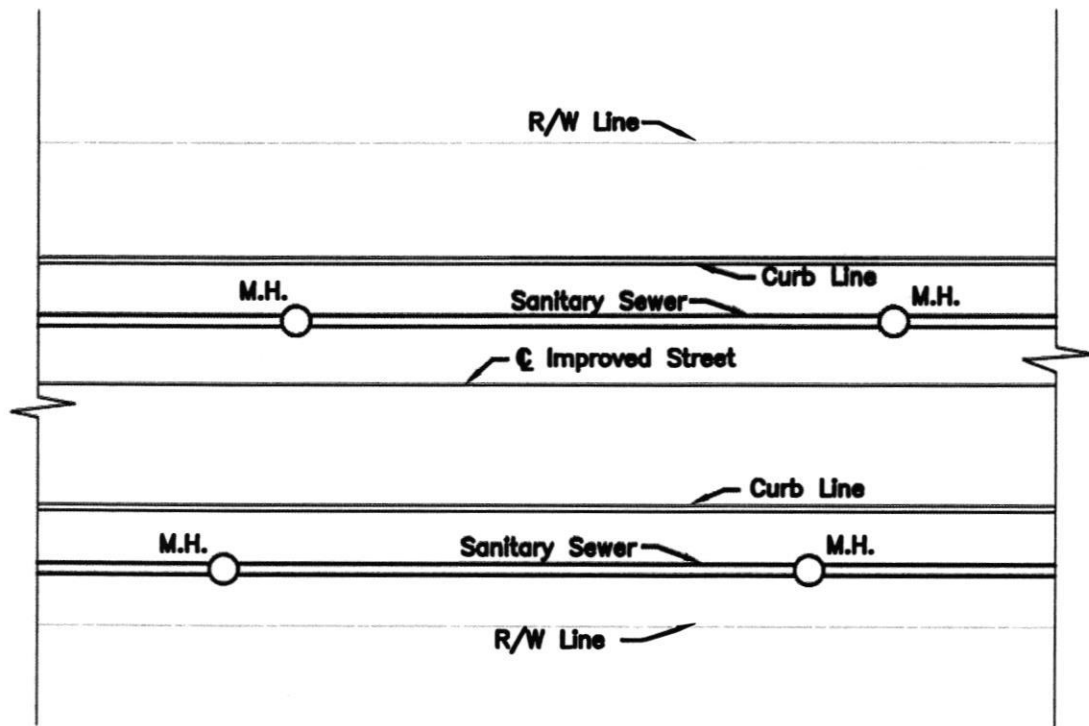 R/W Line
Curb Line
M.H.
Sanitary Sewer
M.H.
℄ Improved Street
Curb Line
M.H.
Sanitary Sewer
M.H.
R/W Line